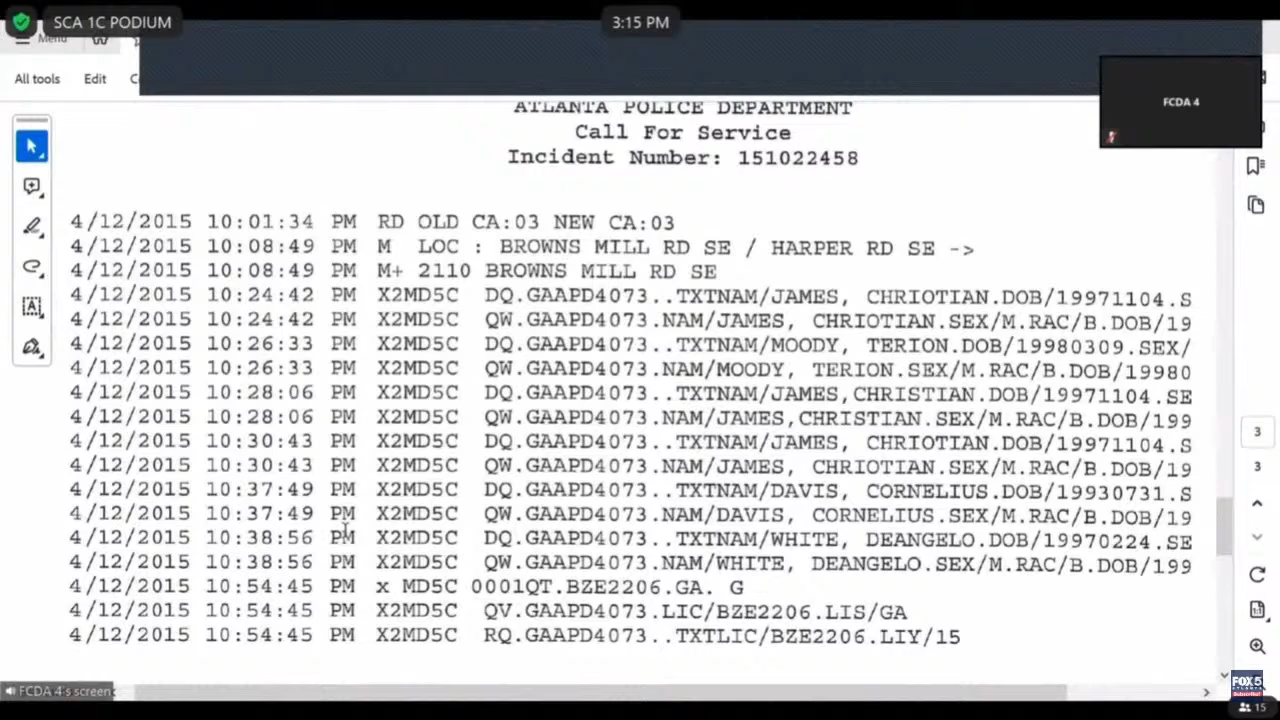 SCA 1C PODIUM
3:15 PM
Menu
All tools
Edit
FCDA 4
ATLANTA POLICE DEPARTMENT
Call For Service
Incident Number: 151022458
4/12/2015 10:01:34 PM RD OLD CA:03 NEW CA:03
4/12/2015 10:08:49 PM M LOC : BROWNS MILL RD SE / HARPER RD SE ->
4/12/2015 10:08:49 PM M+ 2110 BROWNS MILL RD SE
4/12/2015 10:24:42 PM X2MD5C DQ.GAAPD4073..TXTNAM/JAMES, CHRIOTIAN.DOB/19971104.S
4/12/2015 10:24:42 PM X2MD5C QW.GAAPD4073.NAM/JAMES, CHRIOTIAN.SEX/M.RAC/B.DOB/19
4/12/2015 10:26:33 PM X2MD5C DQ.GAAPD4073..TXTNAM/MOODY, TERION.DOB/19980309.SEX/
4/12/2015 10:26:33 PM X2MD5C QW.GAAPD4073.NAM/MOODY, TERION.SEX/M.RAC/B.DOB/19980
4/12/2015 10:28:06 PM X2MD5C DQ.GAAPD4073..TXTNAM/JAMES,CHRISTIAN.DOB/19971104.SE
4/12/2015 10:28:06 PM X2MD5C QW.GAAPD4073.NAM/JAMES,CHRISTIAN.SEX/M.RAC/B.DOB/199
4/12/2015 10:30:43 PM X2MD5C DQ.GAAPD4073..TXTNAM/JAMES, CHRIOTIAN.DOB/19971104.S
4/12/2015 10:30:43 PM X2MD5C QW.GAAPD4073.NAM/JAMES, CHRIOTIAN.SEX/M.RAC/B.DOB/19
4/12/2015 10:37:49 PM X2MD5C DQ.GAAPD4073..TXTNAM/DAVIS, CORNELIUS.DOB/19930731.S
4/12/2015 10:37:49 PM X2MD5C QW.GAAPD4073.NAM/DAVIS, CORNELIUS.SEX/M.RAC/B.DOB/19
4/12/2015 10:38:56 PM X2MD5C DQ.GAAPD4073..TXTNAM/WHITE, DEANGELO.DOB/19970224.SE
4/12/2015 10:38:56 PM X2MD5C QW.GAAPD4073.NAM/WHITE, DEANGELO.SEX/M.RAC/B.DOB/199
4/12/2015 10:54:45 PM x MD5C 0001QT.BZE2206.GA. G
4/12/2015 10:54:45 PM X2MD5C QV.GAAPD4073.LIC/BZE2206.LIS/GA
4/12/2015 10:54:45 PM X2MD5C RQ.GAAPD4073..TXTLIC/BZE2206.LIY/15
3
3
FCDA 4's screen
FOX 5
ATLANTA
Subscribe!
15